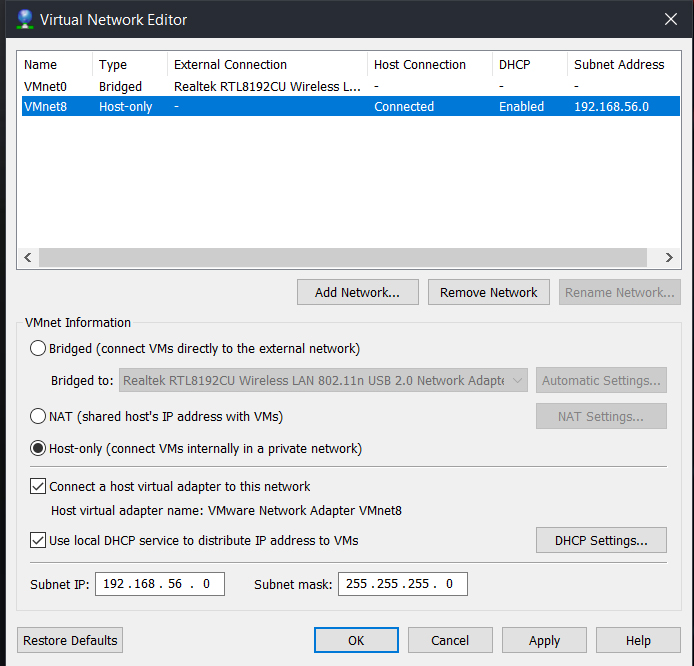 Virtual Network Editor
Name Type External Connection Host Connection DHCP Subnet Address
VMnet0 Bridged Realtek RTL8192CU Wireless L... - - -
VMnet8 Host-only - Connected Enabled 192.168.56.0
Add Network... Remove Network Rename Network...
VMnet Information
Bridged (connect VMs directly to the external network)
Bridged to: Realtek RTL8192CU Wireless LAN 802.11n USB 2.0 Network Adapte Automatic Settings...
NAT (shared host's IP address with VMs) NAT Settings...
Host-only (connect VMs internally in a private network)
Connect a host virtual adapter to this network
Host virtual adapter name: VMware Network Adapter VMnet8
Use local DHCP service to distribute IP address to VMs DHCP Settings...
Subnet IP: 192 . 168 . 56 . 0 Subnet mask: 255 . 255 . 255 . 0
Restore Defaults OK Cancel Apply Help